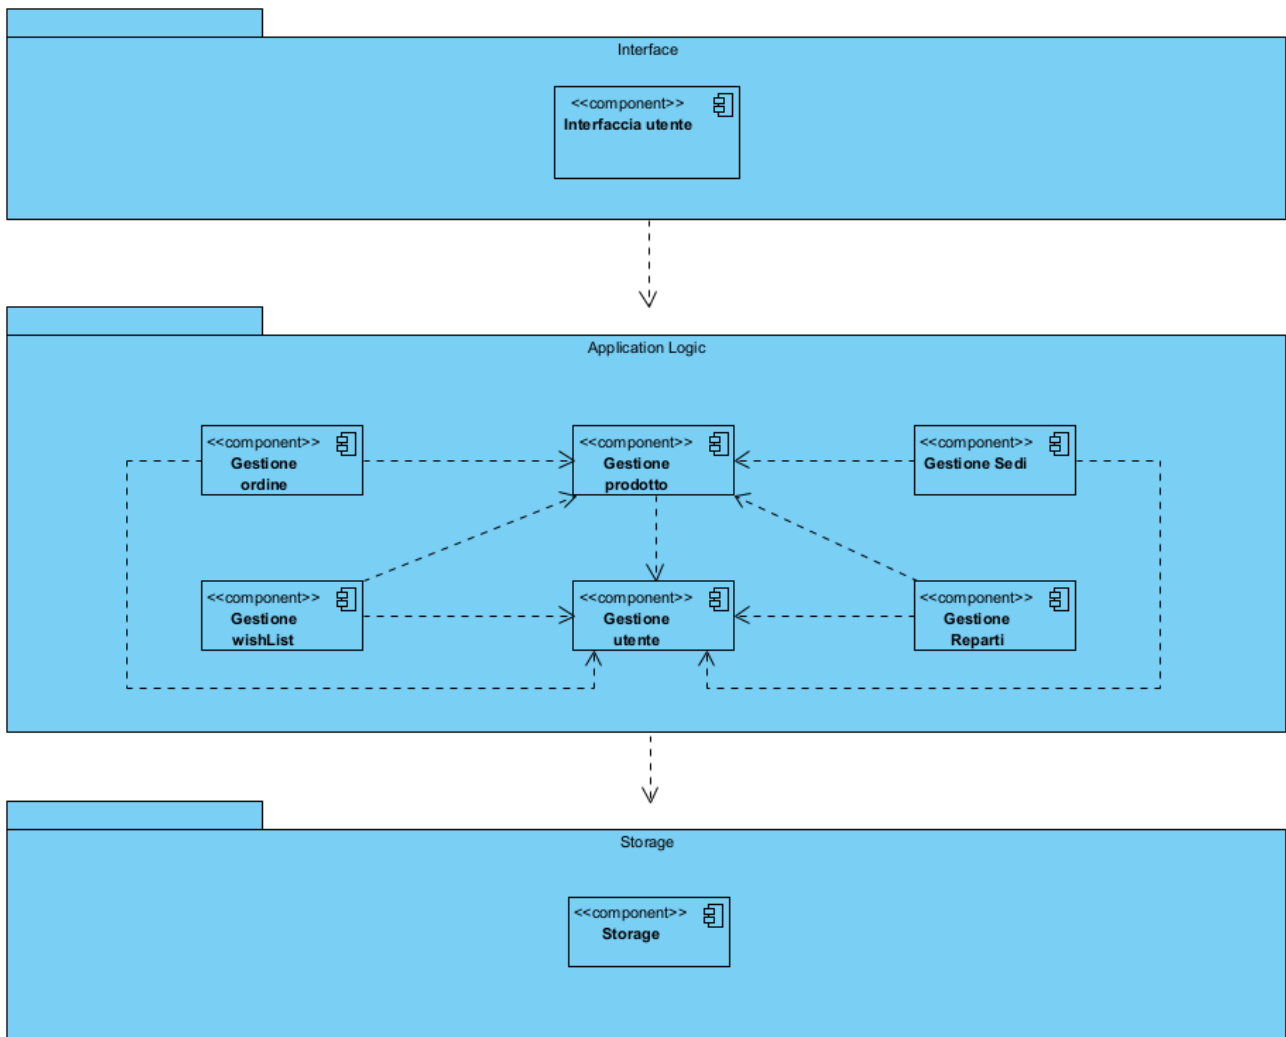 Interface
<<component>>
Interfaccia utente
Application Logic
<<component>>
Gestione
ordine
<<component>>
Gestione
prodotto
<<component>>
Gestione Sedi
<<component>>
Gestione
wishList
<<component>>
Gestione
utente
<<component>>
Gestione
Reparti
Storage
<<component>>
Storage